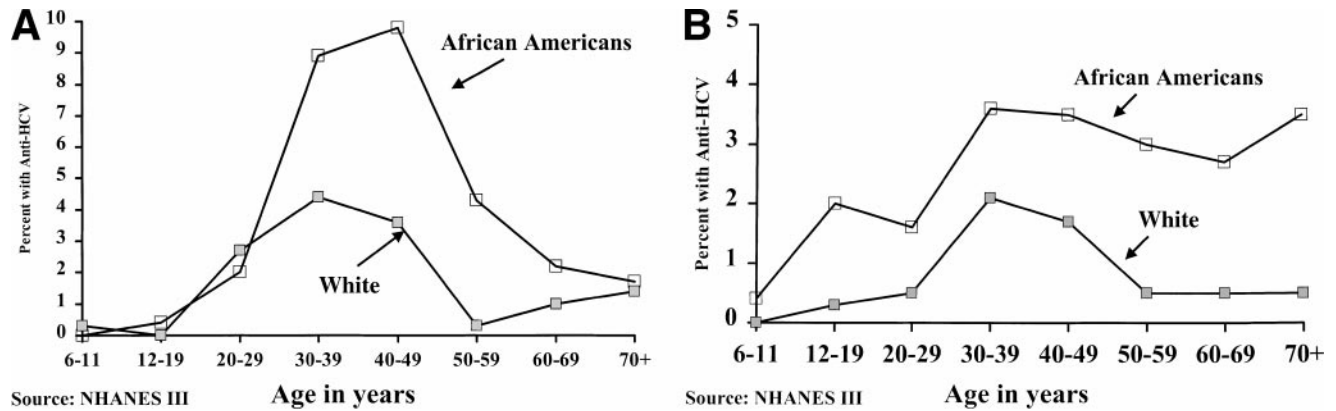 A
Percent with Anti-HCV
10
9
8
7
6
5
4
3
2
1
0
African Americans
White
6-11 12-19 20-29 30-39 40-49 50-59 60-69 70+
Source: NHANES III Age in years
B
Percent with Anti-HCV
5
4
3
2
1
0
African Americans
White
6-11 12-19 20-29 30-39 40-49 50-59 60-69 70+
Source: NHANES III Age in years